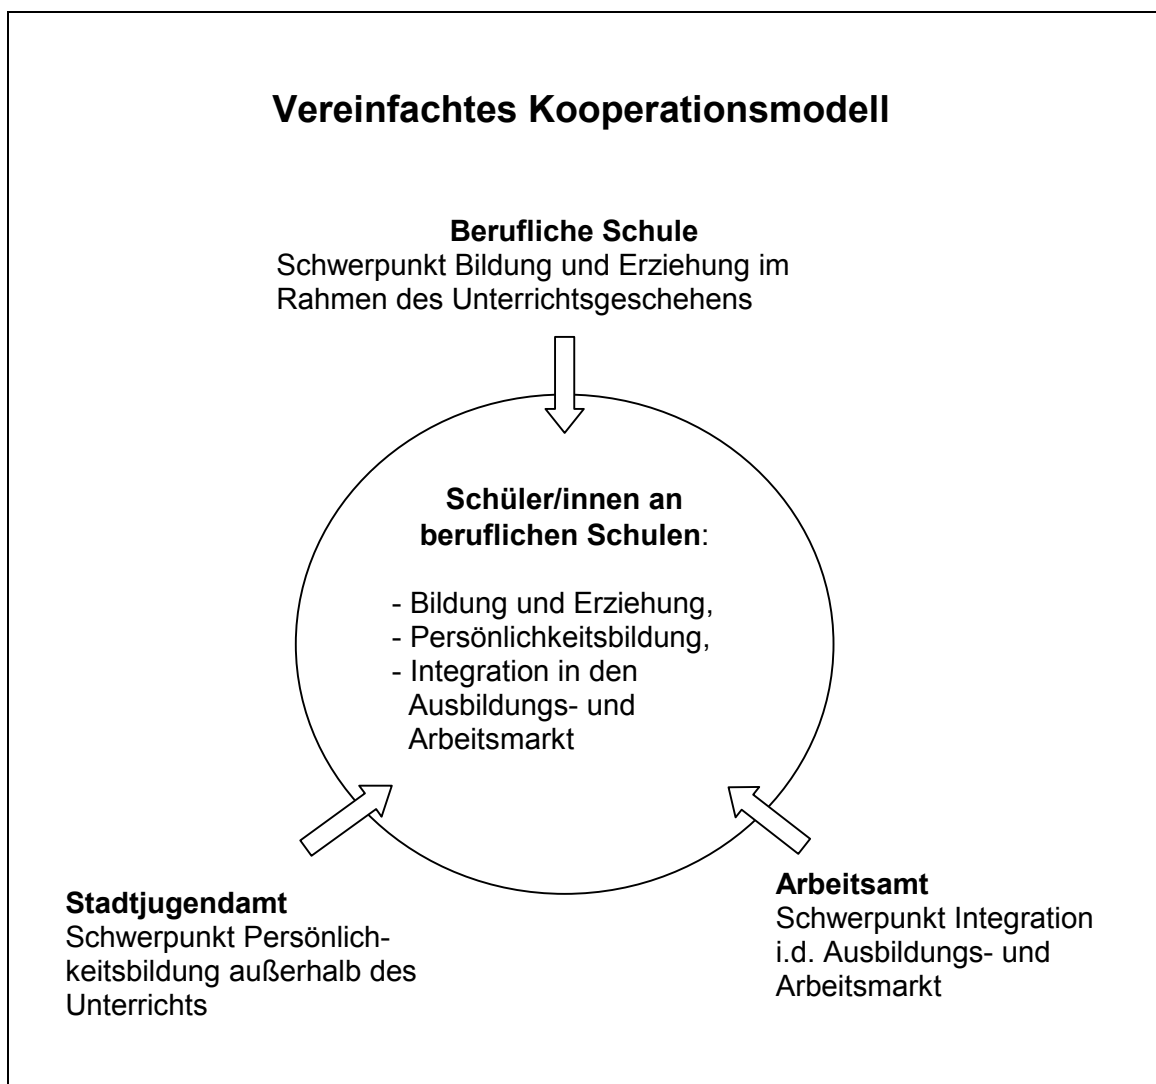 Vereinfachtes Kooperationsmodell
Berufliche Schule
Schwerpunkt Bildung und Erziehung im
Rahmen des Unterrichtsgeschehens
Schüler/innen an
beruflichen Schulen:
- Bildung und Erziehung,
- Persönlichkeitsbildung,
- Integration in den
Ausbildungs- und
Arbeitsmarkt
Stadtjugendamt
Schwerpunkt Persönlich-
keitsbildung außerhalb des
Unterrichts
Arbeitsamt
Schwerpunkt Integration
i.d. Ausbildungs- und
Arbeitsmarkt